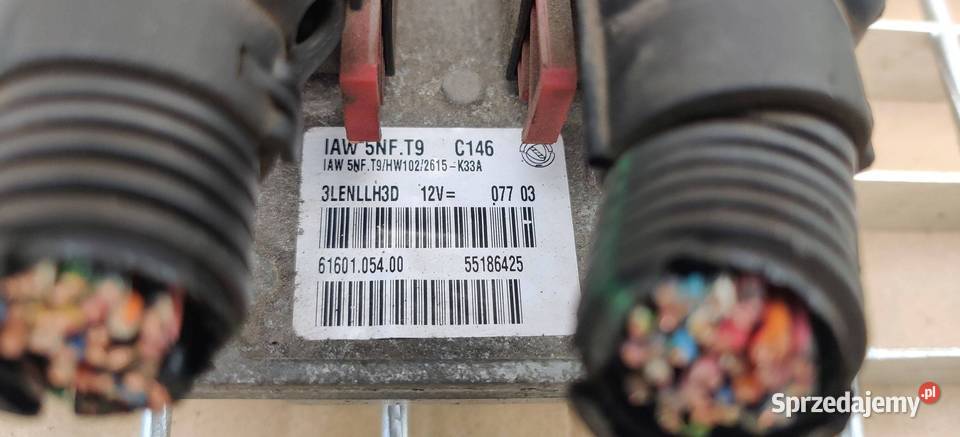 IAW 5NF.T9 C146
IAW 5NF.T9/HW102/2615-K33A
3LENLLH3D 12V= 077 03
61601.054.00 55186425
Sprzedajemy.pl